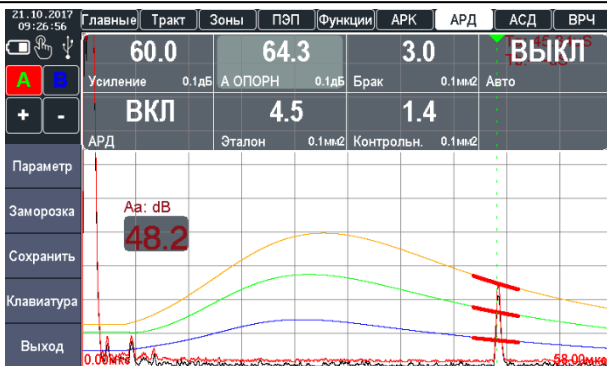 21.10.2017
09:26:56
Главные Тракт Зоны ПЭП Функции АРК АРД АСД ВРЧ
A B
+ -
60.0 64.3 3.0 ВЫКЛ
Усиление 0.1дБ А ОПОРН 0.1дБ Брак 0.1мм2 Авто
ВКЛ 4.5 1.4
АРД Эталон 0.1мм2 Контрольн. 0.1мм2
Параметр
Заморозка
Сохранить
Клавиатура
Выход
Aa: dB
48.2
0.00мкс 58.00мкс